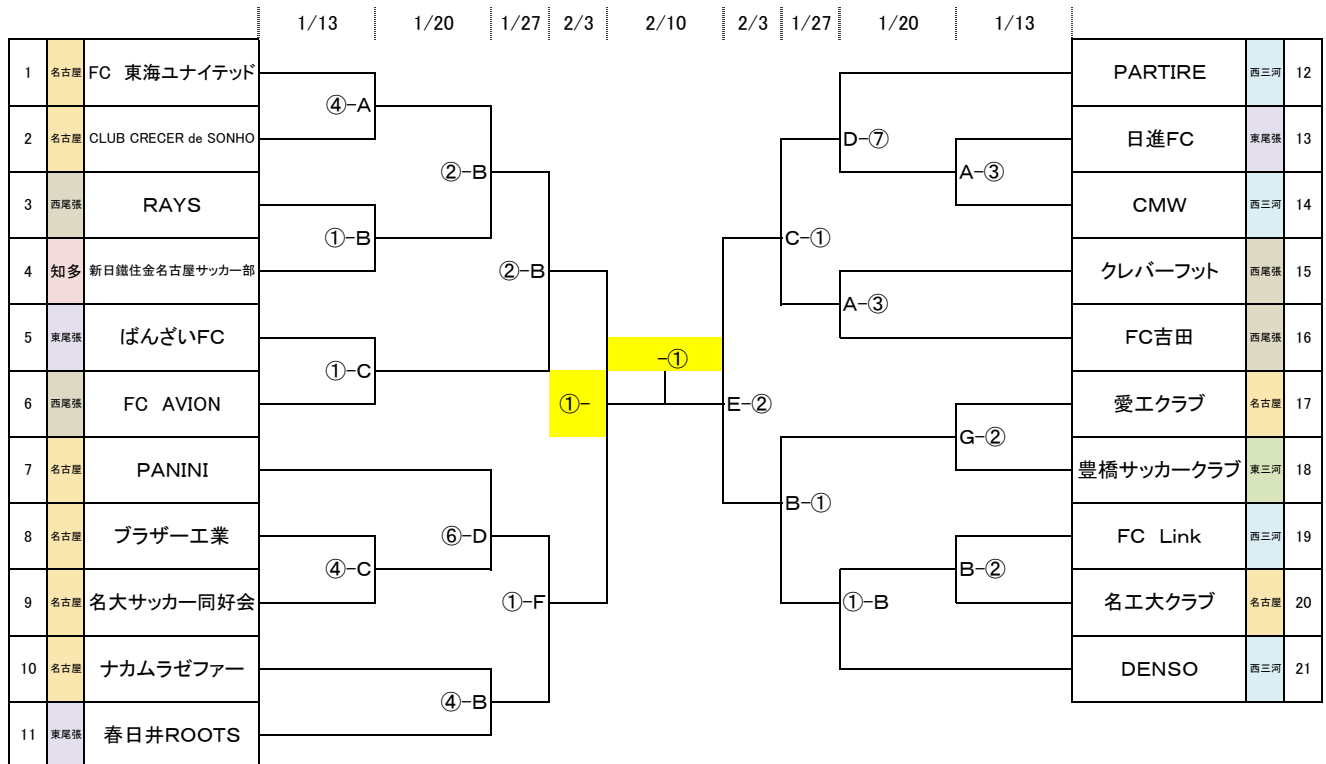 1/13 1/20 1/27 2/3 2/10 2/3 1/27 1/20 1/13
1 名古屋 FC 東海ユナイテッド
2 名古屋 CLUB CRECER de SONHO
3 西尾張 RAYS
4 知多 新日鐵住金名古屋サッカー部
5 東尾張 ばんざいFC
6 西尾張 FC AVION
7 名古屋 PANINI
8 名古屋 ブラザー工業
9 名古屋 名大サッカー同好会
10 名古屋 ナカムラゼファー
11 東尾張 春日井ROOTS
④-A
①-B
①-C
④-C
②-B
⑥-D
④-B
②-B
①-F
①-
-①
E-②
C-①
B-①
D-⑦
A-③
①-B
A-③
G-②
B-②
PARTIRE 西三河 12
日進FC 東尾張 13
CMW 西三河 14
クレバーフット 西尾張 15
FC吉田 西尾張 16
愛工クラブ 名古屋 17
豊橋サッカークラブ 東三河 18
FC Link 西三河 19
名工大クラブ 名古屋 20
DENSO 西三河 21